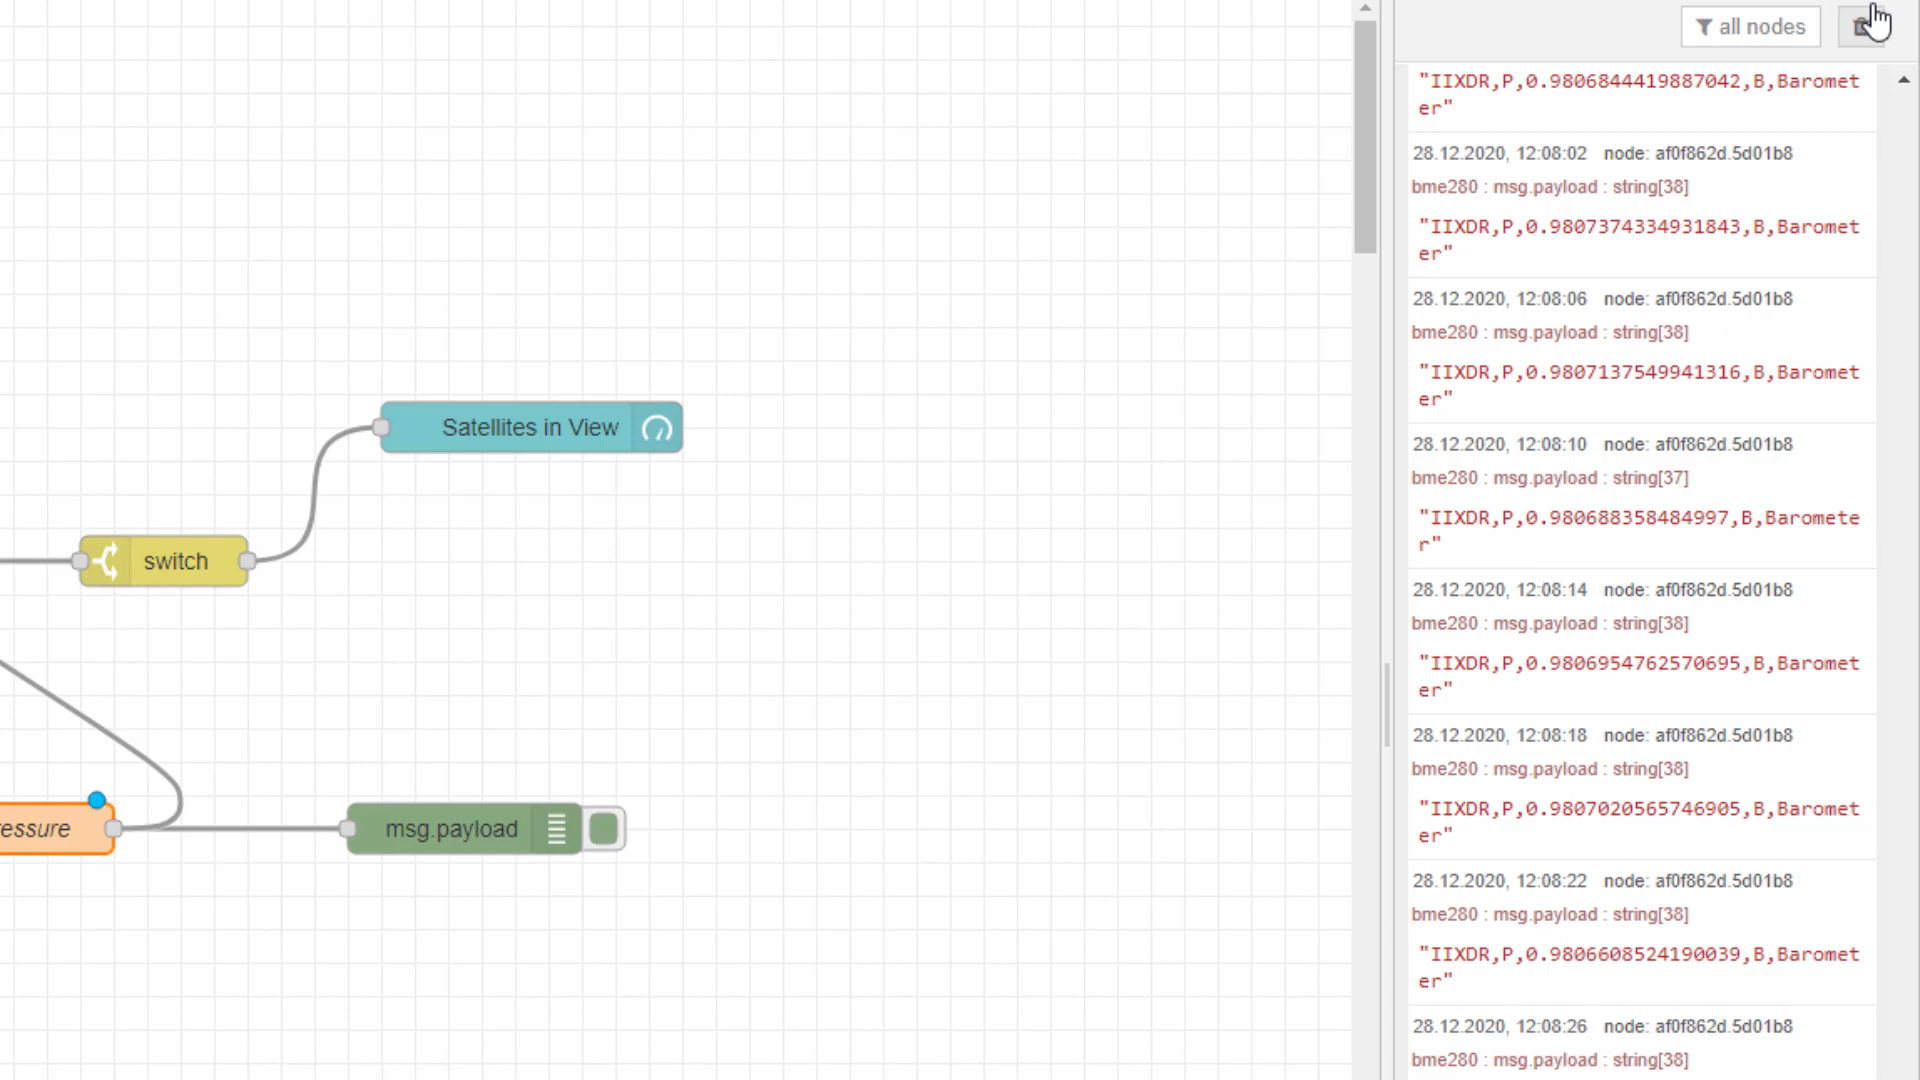 all nodes
"IIXDR,P,0.9806844419887042,B,Baromet
er"
28.12.2020, 12:08:02 node: af0f862d.5d01b8
bme280 : msg.payload : string[38]
"IIXDR,P,0.9807374334931843,B,Baromet
er"
28.12.2020, 12:08:06 node: af0f862d.5d01b8
bme280 : msg.payload : string[38]
"IIXDR,P,0.9807137549941316,B,Baromet
er"
28.12.2020, 12:08:10 node: af0f862d.5d01b8
bme280 : msg.payload : string[37]
"IIXDR,P,0.980688358484997,B,Baromete
r"
28.12.2020, 12:08:14 node: af0f862d.5d01b8
bme280 : msg.payload : string[38]
"IIXDR,P,0.9806954762570695,B,Baromet
er"
28.12.2020, 12:08:18 node: af0f862d.5d01b8
bme280 : msg.payload : string[38]
"IIXDR,P,0.9807020565746905,B,Baromet
er"
28.12.2020, 12:08:22 node: af0f862d.5d01b8
bme280 : msg.payload : string[38]
"IIXDR,P,0.9806608524190039,B,Baromet
er"
28.12.2020, 12:08:26 node: af0f862d.5d01b8
bme280 : msg.payload : string[38]
Satellites in View
switch
essure
msg.payload